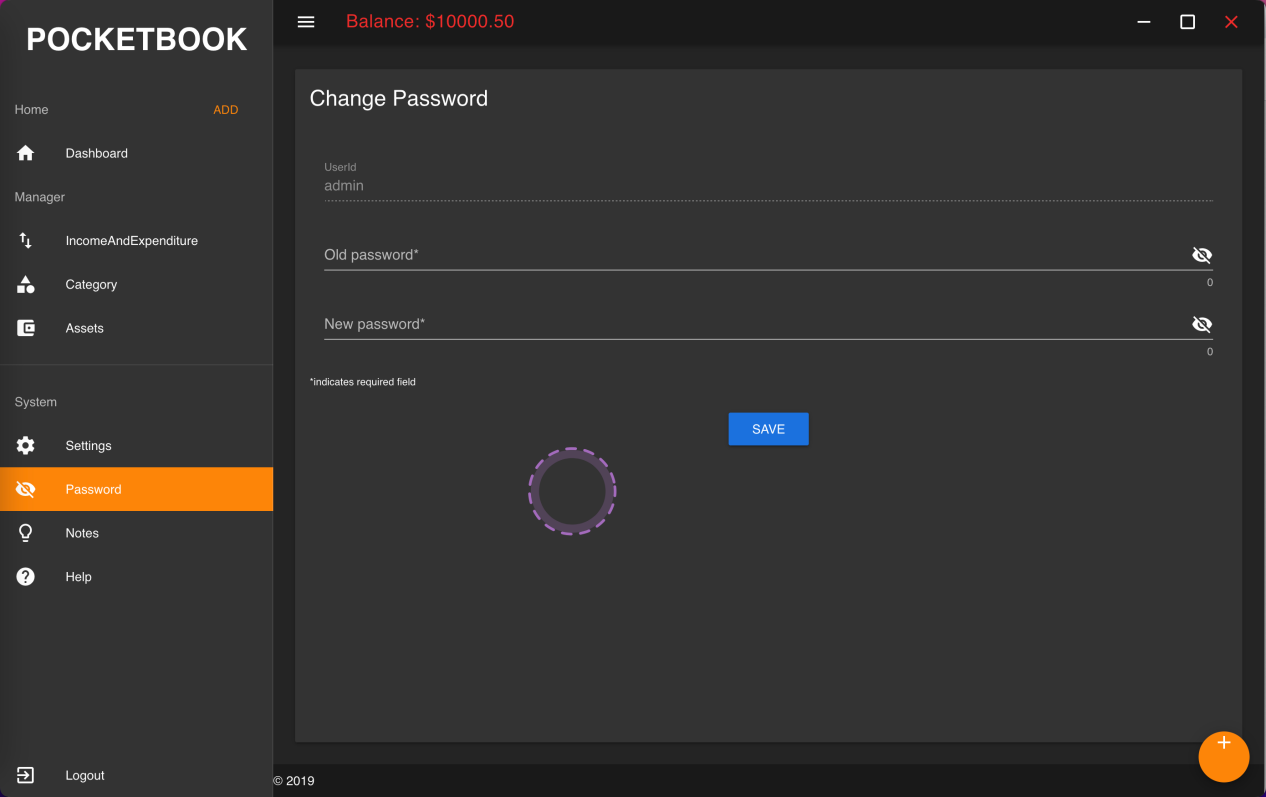 POCKETBOOK
Home ADD
Dashboard
Manager
IncomeAndExpenditure
Category
Assets
System
Settings
Password
Notes
Help
Logout
Balance: $10000.50
Change Password
UserId
admin
Old password*
0
New password*
0
*indicates required field
SAVE
© 2019